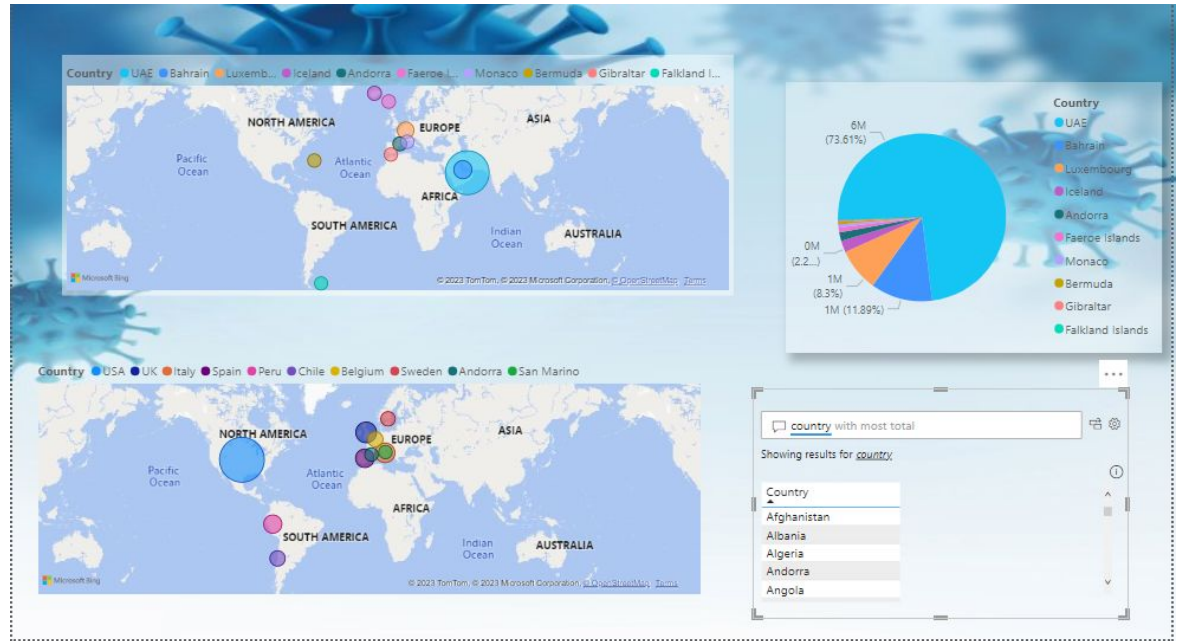 Country UAE Bahrain Luxemb... Iceland Andorra Faeroe I... Monaco Bermuda Gibraltar Falkland I...
NORTH AMERICA
EUROPE
ASIA
Pacific
Ocean
Atlantic
Ocean
AFRICA
SOUTH AMERICA
Indian
Ocean
AUSTRALIA
Microsoft Bing
© 2023 TomTom, © 2023 Microsoft Corporation, © OpenStreetMap Terms
6M
(73.61%)
0M
(2.2...)
1M
(8.3%)
1M (11.89%)
Country
UAE
Bahrain
Luxembourg
Iceland
Andorra
Faeroe Islands
Monaco
Bermuda
Gibraltar
Falkland Islands
Country USA UK Italy Spain Peru Chile Belgium Sweden Andorra San Marino
NORTH AMERICA
EUROPE
ASIA
Pacific
Ocean
Atlantic
Ocean
AFRICA
SOUTH AMERICA
Indian
Ocean
AUSTRALIA
Microsoft Bing
© 2023 TomTom, © 2023 Microsoft Corporation, © OpenStreetMap Terms
country with most total
Showing results for country
Country
Afghanistan
Albania
Algeria
Andorra
Angola